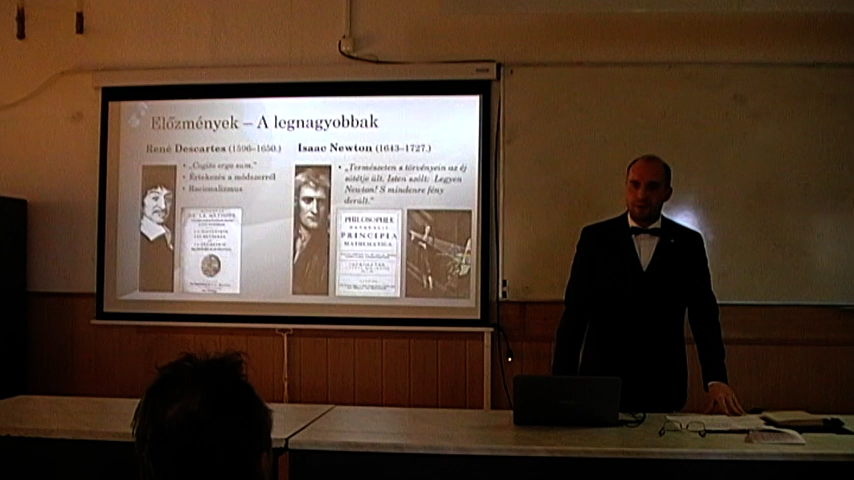 Előzmények – A legnagyobbak
René Descartes (1596–1650.)
• „Cogito ergo sum.”
• Értekezés a módszerről
• Racionalizmus
Isaac Newton (1643–1727.)
• „Természeten s törvényein az éj
sötétje ült. Isten szólt: Legyen
Newton! S mindenre fény
derült.”
PHILOSOPHIÆ
NATURALIS
PRINCIPIA
MATHEMATICA